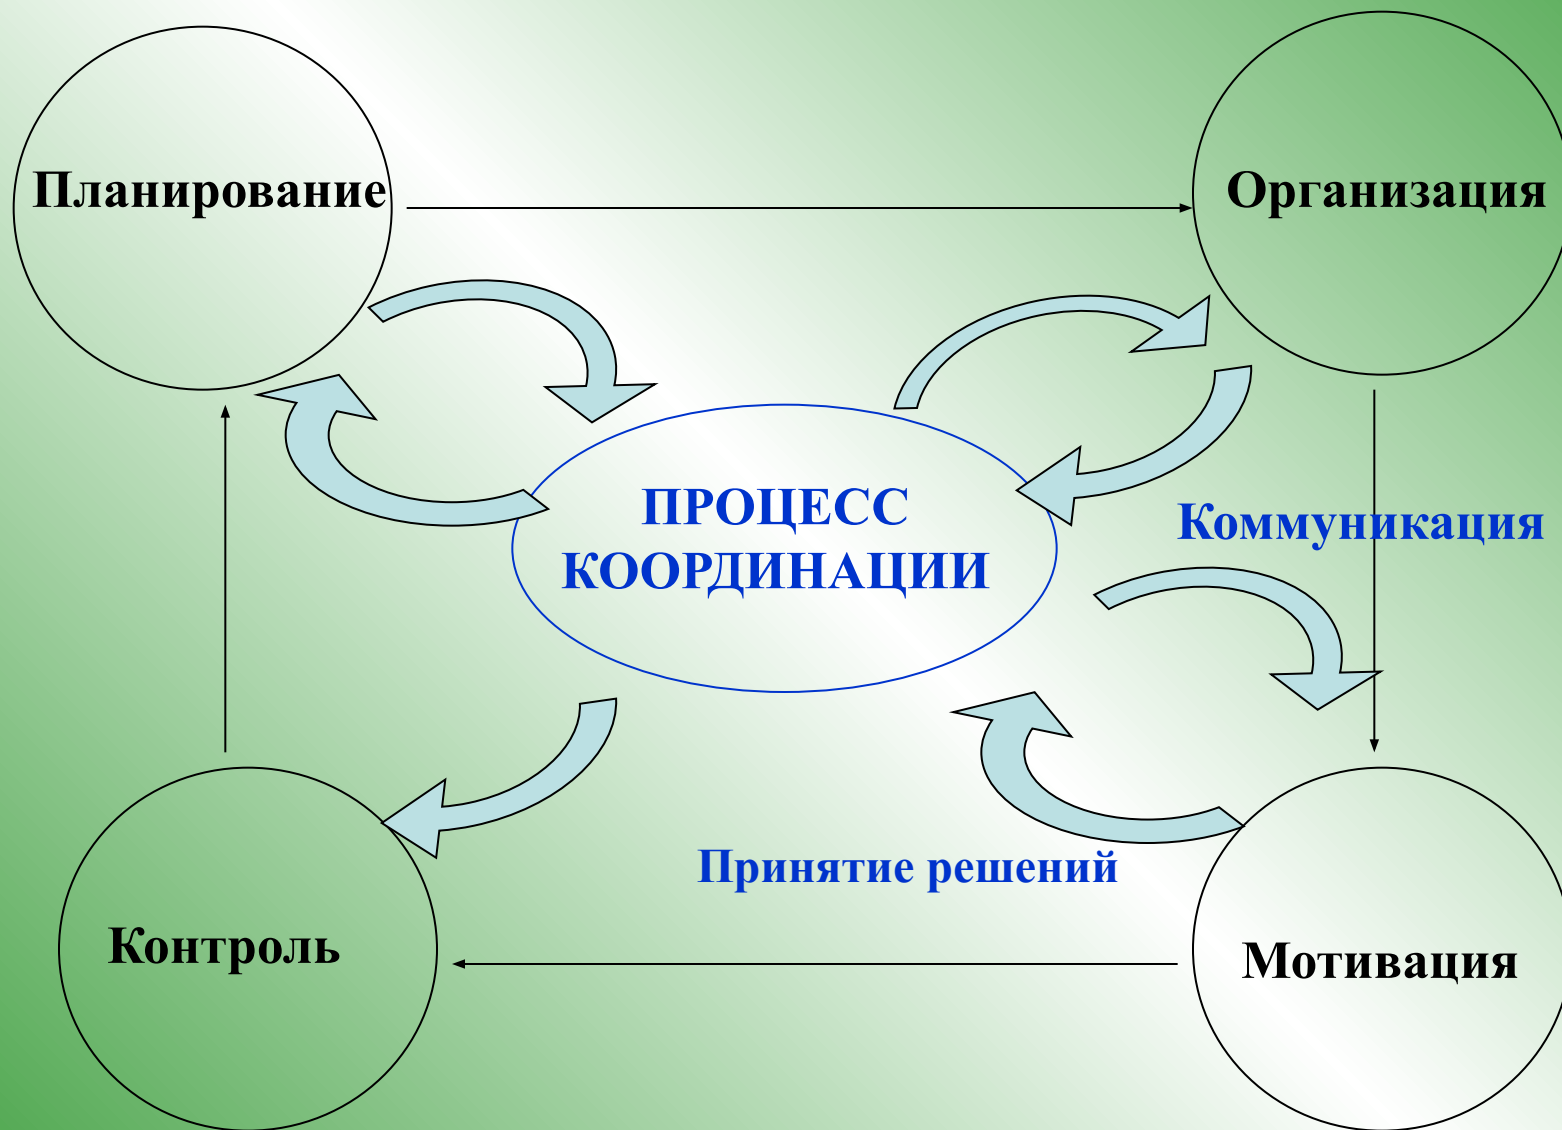 Планирование
Организация
ПРОЦЕСС
КООРДИНАЦИИ
Коммуникация
Принятие решений
Контроль
Мотивация